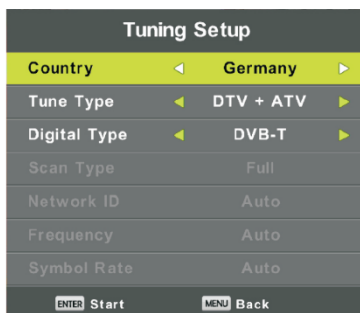 Tuning Setup
Country Germany
Tune Type DTV + ATV
Digital Type DVB-T
Scan Type Full
Network ID Auto
Frequency Auto
Symbol Rate Auto
ENTER Start MENU Back